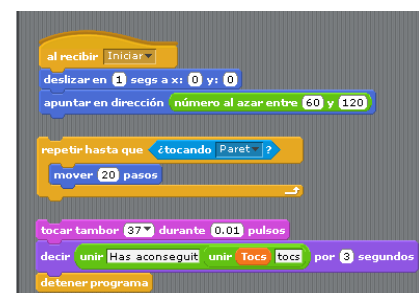 al recibir Iniciar
deslizar en 1 segs a x: 0 y: 0
apuntar en dirección número al azar entre 60 y 120
repetir hasta que ¿tocando Paret ?
mover 20 pasos
tocar tambor 37 durante 0.01 pulsos
decir unir Has aconseguit unir Tocs tocs por 3 segundos
detener programa